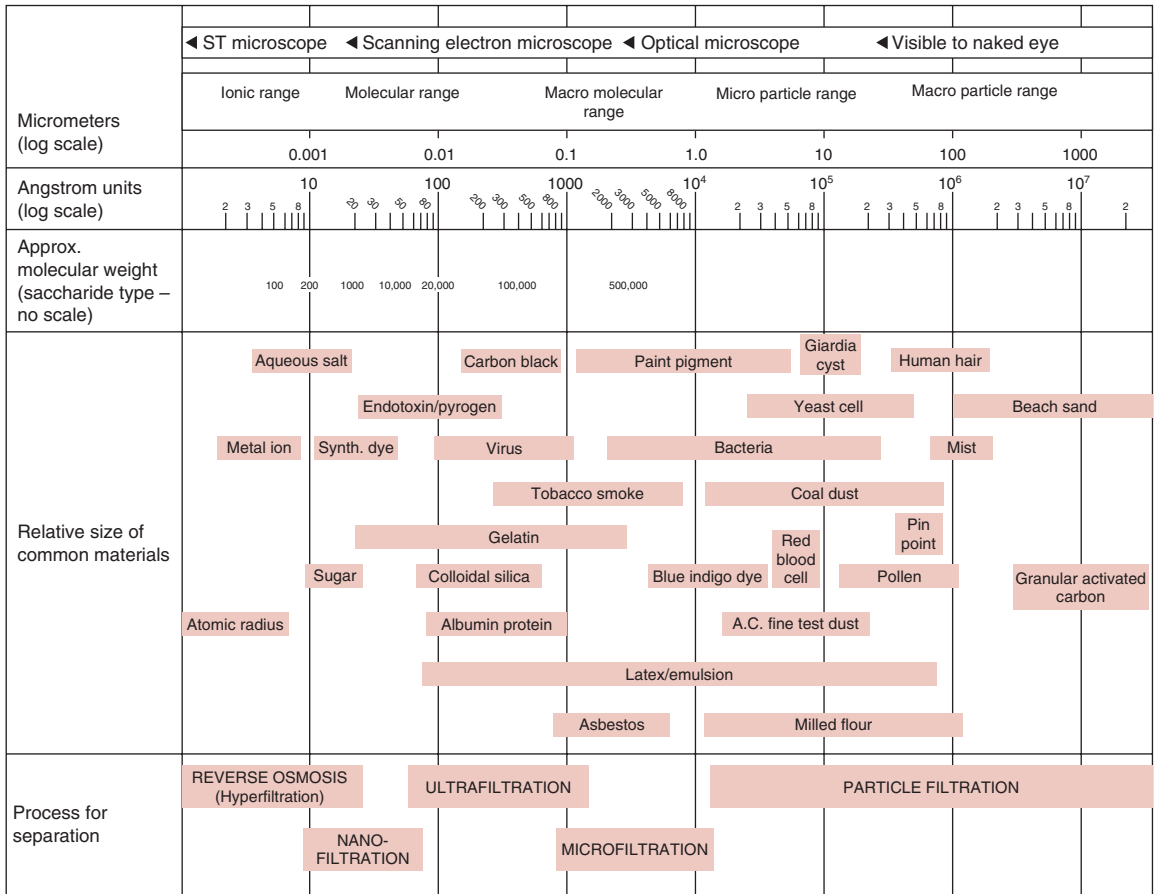 ◄ ST microscope ◄ Scanning electron microscope ◄ Optical microscope ◄ Visible to naked eye
Micrometers
(log scale)
Ionic range Molecular range Macro molecular
range Micro particle range Macro particle range
0.001 0.01 0.1 1.0 10 100 1000
Angstrom units
(log scale)
10 100 1000 10⁴ 10⁵ 10⁶ 10⁷
2 3 5 8 20 30 50 80 200 300 500 800 2000 3000 5000 8000 2 3 5 8 2 3 5 8 2 3 5 8 2
Approx.
molecular weight
(saccharide type –
no scale)
100 200 1000 10,000 20,000 100,000 500,000
Relative size of
common materials
Aqueous salt Carbon black Paint pigment Giardia
cyst Human hair
Endotoxin/pyrogen Yeast cell Beach sand
Metal ion Synth. dye Virus Bacteria Mist
Tobacco smoke Coal dust
Gelatin Red
blood
cell Pin
point
Sugar Colloidal silica Blue indigo dye Pollen Granular activated
carbon
Atomic radius Albumin protein A.C. fine test dust
Latex/emulsion
Asbestos Milled flour
Process for
separation
REVERSE OSMOSIS
(Hyperfiltration) ULTRAFILTRATION PARTICLE FILTRATION
NANO-
FILTRATION MICROFILTRATION